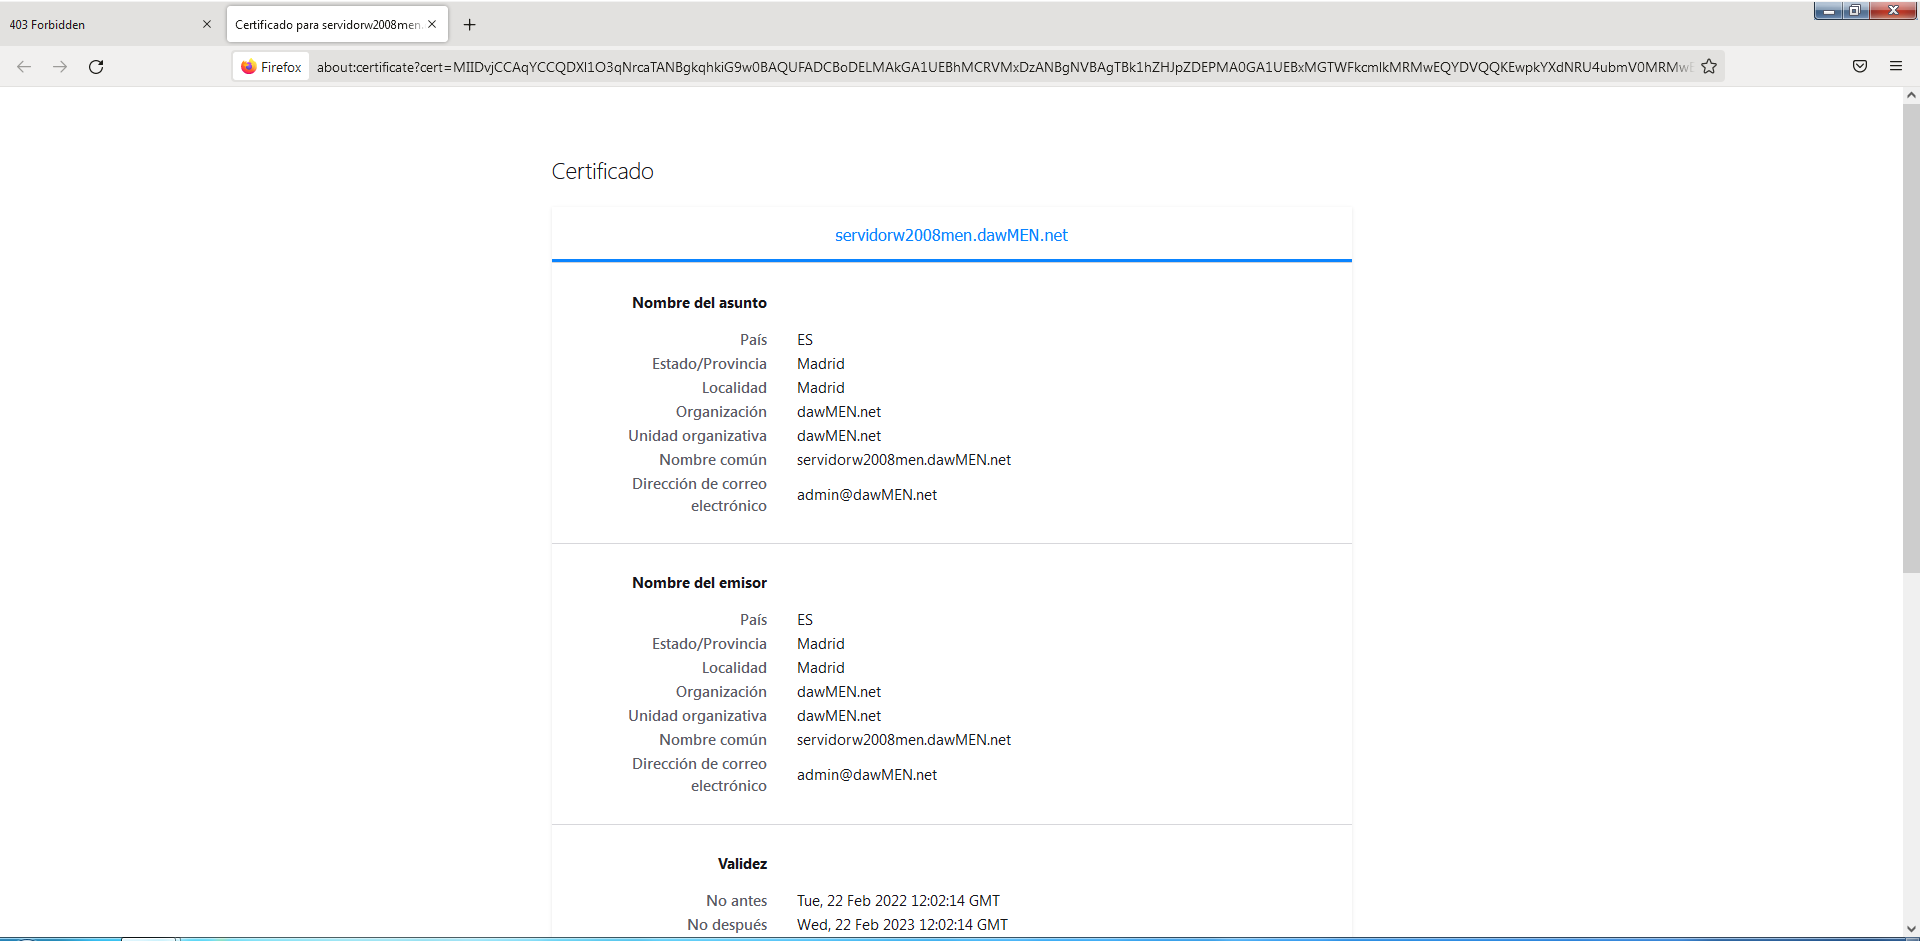 403 Forbidden
Certificado para servidorw2008men.
Firefox
about:certificate?cert=MIIDvjCCAqYCCQDXl1O3qNrcaTANBgkqhkiG9w0BAQUFADCBoDELMAkGA1UEBhMCRVMxDzANBgNVBAgTBk1hZHJpZDEPMA0GA1UEBxMGTWFkcmlkMRMwEQYDVQQKEwpkYXdNRU4ubmV0MRMwE
Certificado
servidorw2008men.dawMEN.net
Nombre del asunto
País ES
Estado/Provincia Madrid
Localidad Madrid
Organización dawMEN.net
Unidad organizativa dawMEN.net
Nombre común servidorw2008men.dawMEN.net
Dirección de correo
electrónico admin@dawMEN.net
Nombre del emisor
País ES
Estado/Provincia Madrid
Localidad Madrid
Organización dawMEN.net
Unidad organizativa dawMEN.net
Nombre común servidorw2008men.dawMEN.net
Dirección de correo
electrónico admin@dawMEN.net
Validez
No antes Tue, 22 Feb 2022 12:02:14 GMT
No después Wed, 22 Feb 2023 12:02:14 GMT